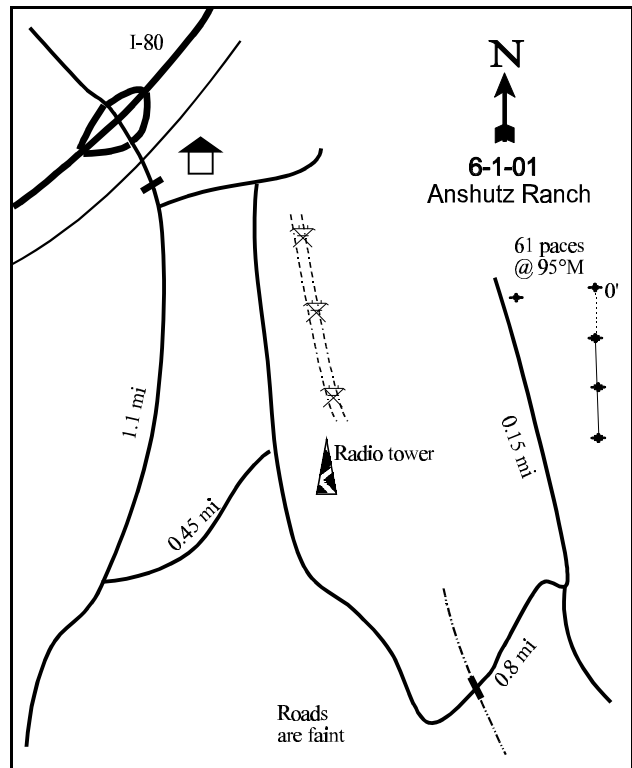 I-80
N
6-1-01
Anshutz Ranch
61 paces
@ 95°M
0'
1.1 mi
Radio tower
0.15 mi
0.45 mi
0.8 mi
Roads
are faint